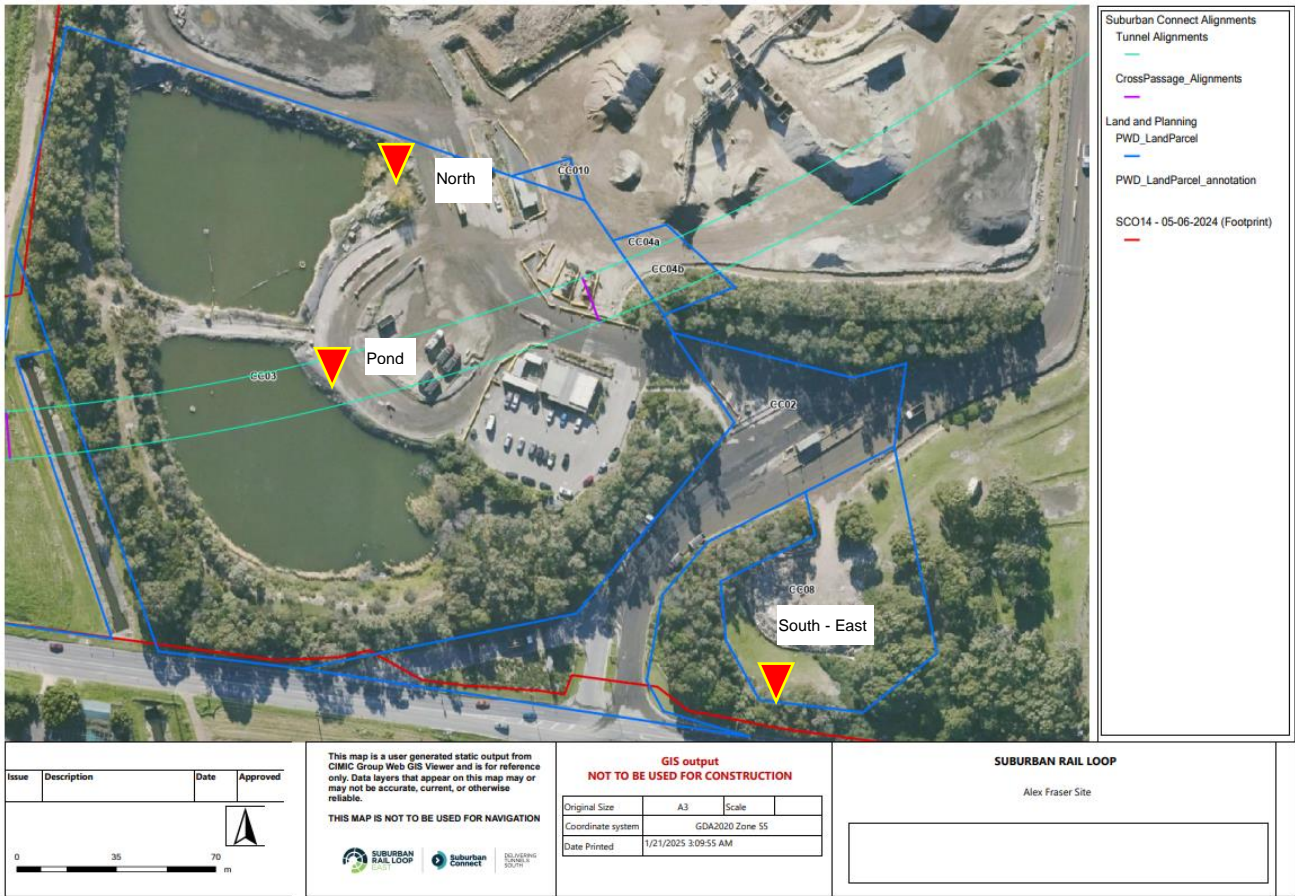 Suburban Connect Alignments
Tunnel Alignments
CrossPassage_Alignments
Land and Planning
PWD_LandParcel
PWD_LandParcel_annotation
SCO14 - 05-06-2024 (Footprint)
North
CC010
CC04a
CC04b
Pond
CC03
CC02
CC08
South - East
Issue Description Date Approved
0 35 70
m
This map is a user generated static output from
CIMIC Group Web GIS Viewer and is for reference
only. Data layers that appear on this map may or
may not be accurate, current, or otherwise
reliable.
THIS MAP IS NOT TO BE USED FOR NAVIGATION
SUBURBAN
RAIL LOOP
EAST
Suburban
Connect
DELIVERING
TUNNELS
SOUTH
GIS output
NOT TO BE USED FOR CONSTRUCTION
Original Size A3 Scale
Coordinate system GDA2020 Zone 55
Date Printed 1/21/2025 3:09:55 AM
SUBURBAN RAIL LOOP
Alex Fraser Site